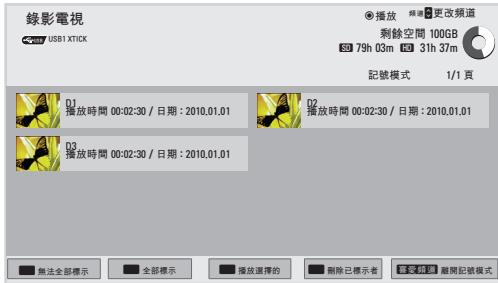 錄影電視
◉播放 頻道更改頻道
USB USB1 XTICK
剩餘空間 100GB
SD 79h 03m HD 31h 37m
記號模式 1/1 頁
D1
播放時間 00:02:30 / 日期：2010.01.01
D2
播放時間 00:02:30 / 日期：2010.01.01
D3
播放時間 00:02:30 / 日期：2010.01.01
無法全部標示 全部標示 播放選擇的 刪除已標示者 喜愛頻道 離開記號模式